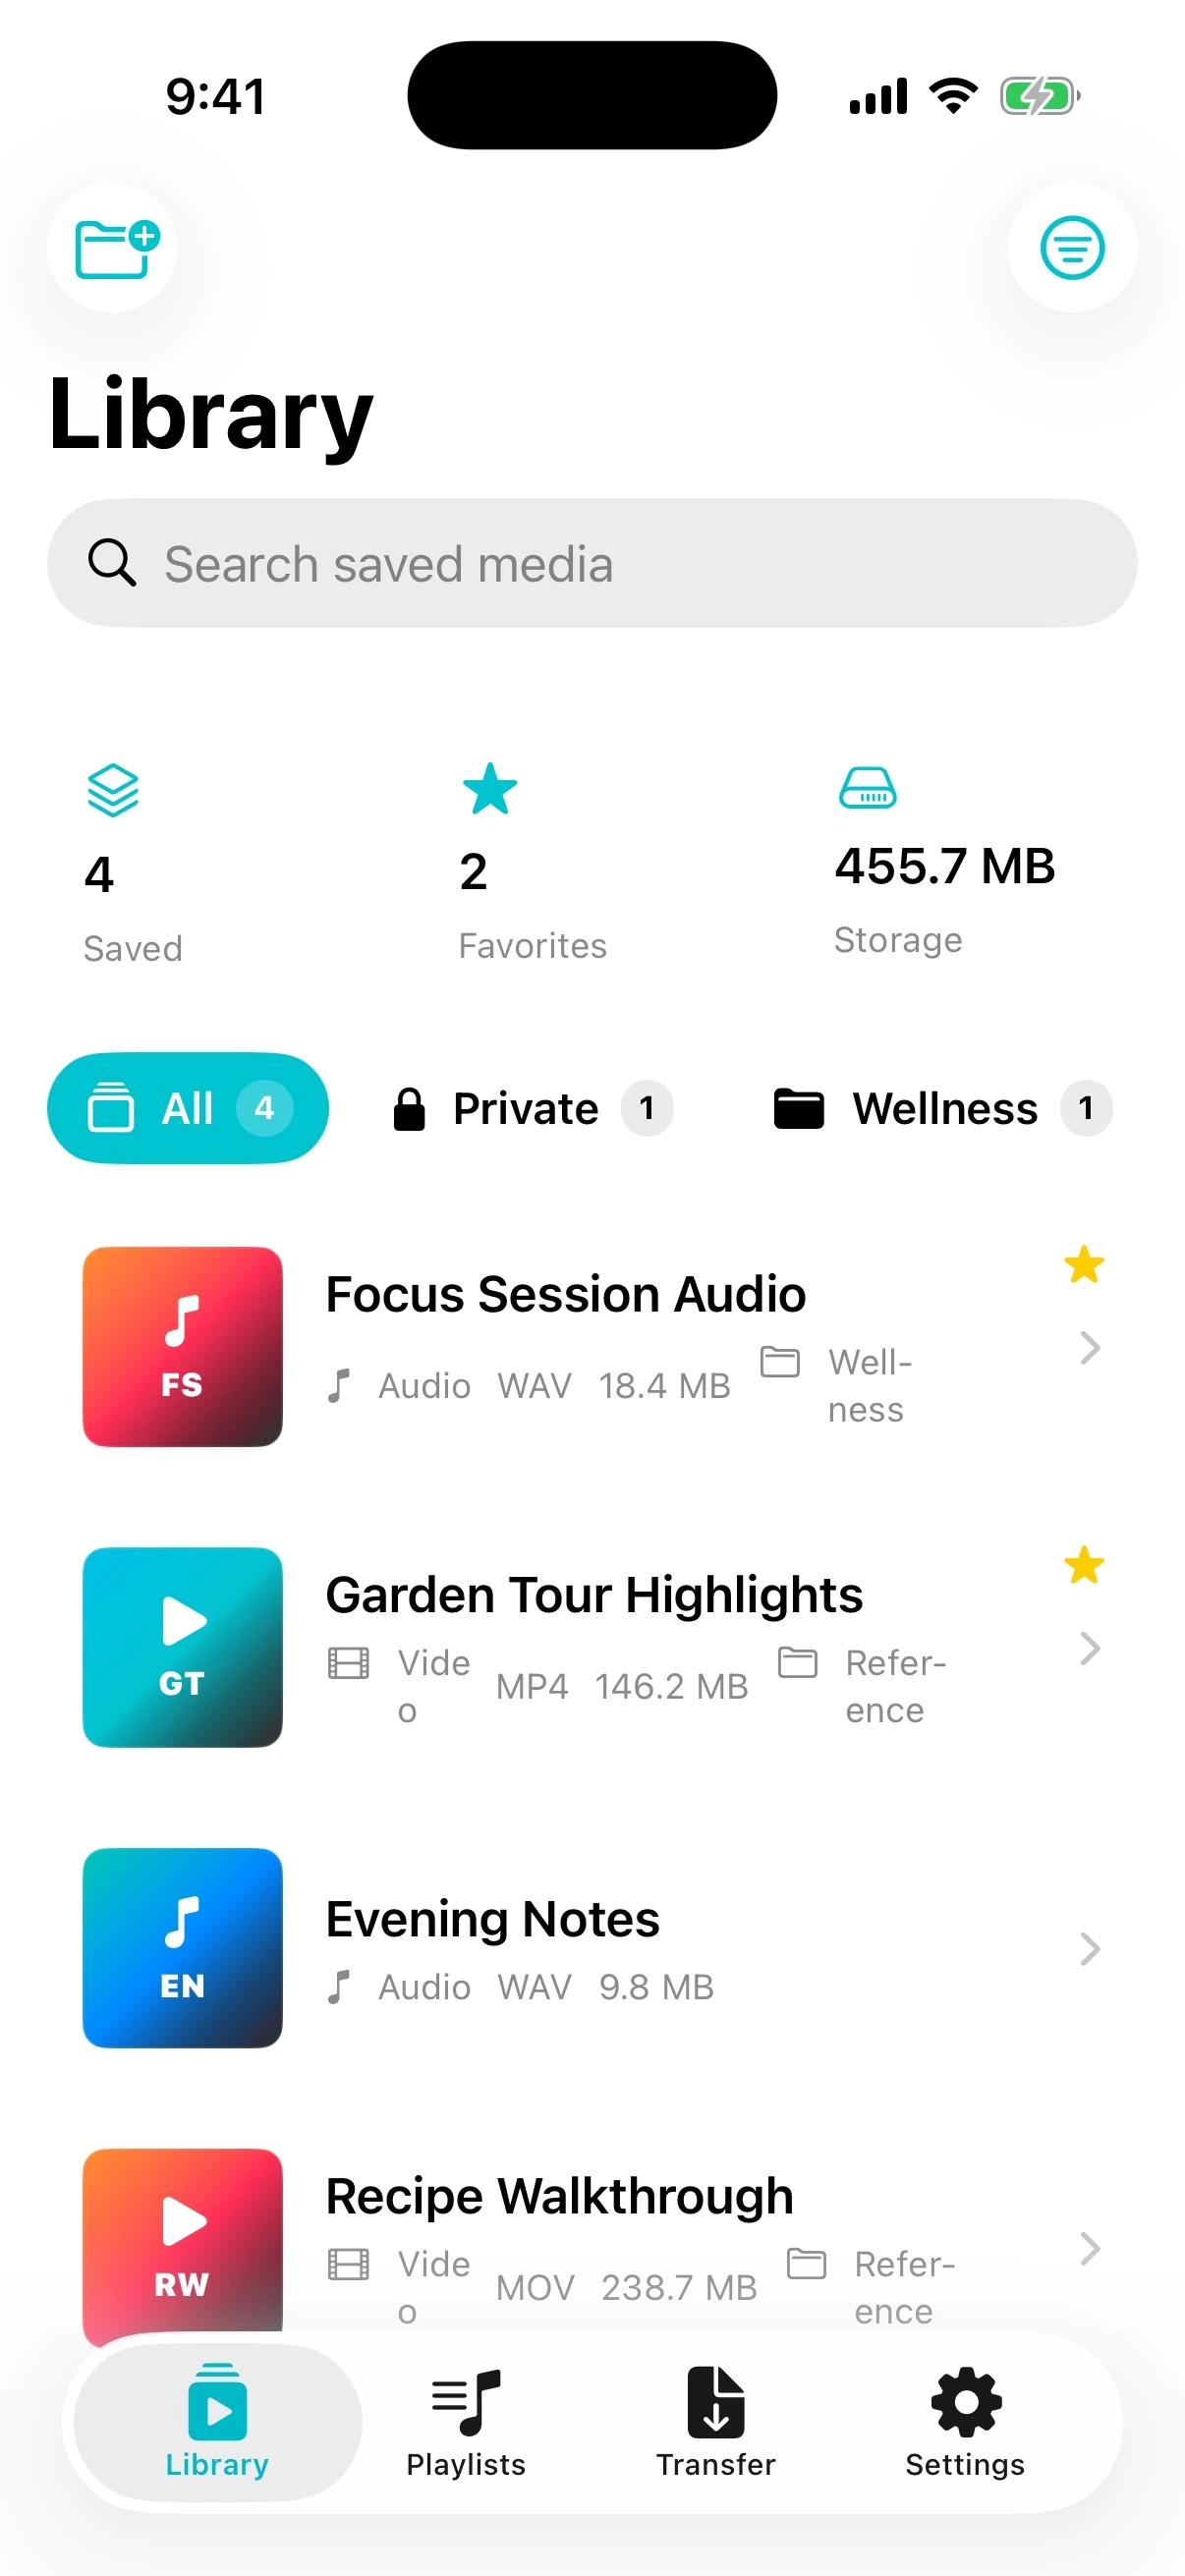 9:41
Library
Search saved media
4
Saved
2
Favorites
455.7 MB
Storage
All 4
Private 1
Wellness 1
FS
Focus Session Audio
Audio WAV 18.4 MB Well-
ness
GT
Garden Tour Highlights
Vide
o
MP4 146.2 MB
Refer-
ence
EN
Evening Notes
Audio WAV 9.8 MB
RW
Recipe Walkthrough
Vide
o
MOV 238.7 MB
Refer-
ence
Library
Playlists
Transfer
Settings